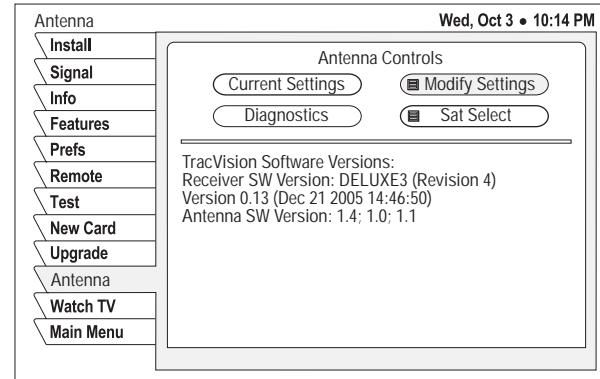 Antenna
Wed, Oct 3 ● 10:14 PM
Install
Signal
Info
Features
Prefs
Remote
Test
New Card
Upgrade
Antenna
Watch TV
Main Menu
Antenna Controls
Current Settings
Modify Settings
Diagnostics
Sat Select
TracVision Software Versions:
Receiver SW Version: DELUXE3 (Revision 4)
Version 0.13 (Dec 21 2005 14:46:50)
Antenna SW Version: 1.4; 1.0; 1.1